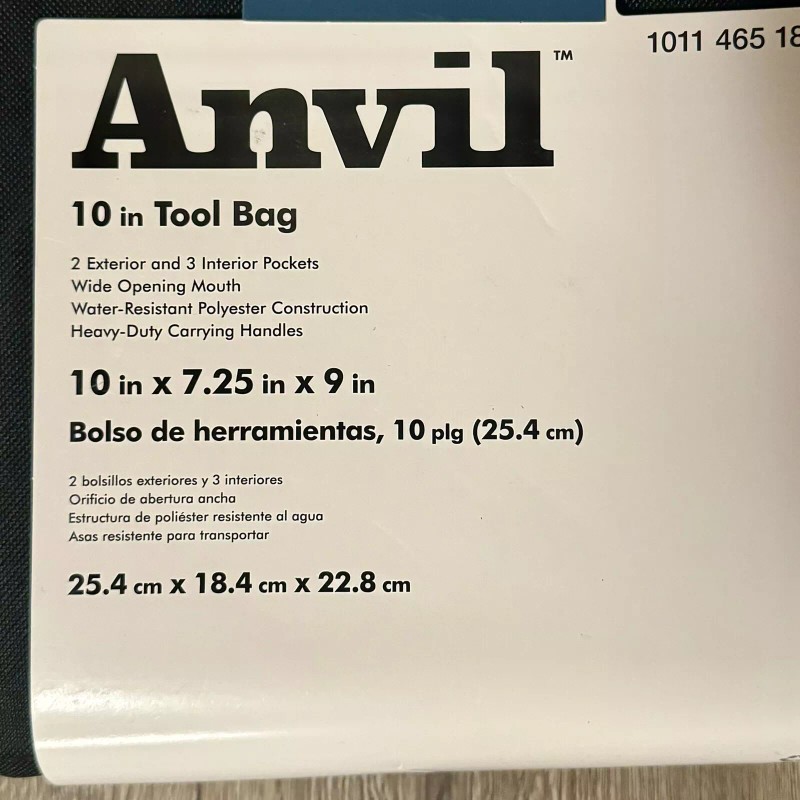 Anvil™
1011 465 18
10 in Tool Bag
2 Exterior and 3 Interior Pockets
Wide Opening Mouth
Water-Resistant Polyester Construction
Heavy-Duty Carrying Handles
10 in x 7.25 in x 9 in
Bolso de herramientas, 10 plg (25.4 cm)
2 bolsillos exteriores y 3 interiores
Orificio de abertura ancha
Estructura de poliéster resistente al agua
Asas resistente para transportar
25.4 cm x 18.4 cm x 22.8 cm